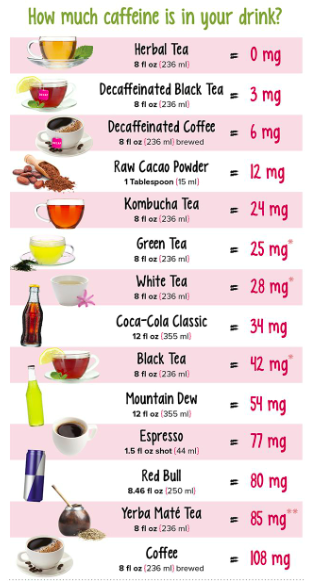 How much caffeine is in your drink?
Herbal Tea = 0 mg
8 fl oz (236 ml)
Decaffeinated Black Tea = 3 mg
8 fl oz (236 ml)
Decaffeinated Coffee = 6 mg
8 fl oz (236 ml) brewed
Raw Cacao Powder = 12 mg
1 Tablespoon (15 ml)
Kombucha Tea = 24 mg
8 fl oz (236 ml)
Green Tea = 25 mg*
8 fl oz (236 ml)
White Tea = 28 mg*
8 fl oz (236 ml)
Coca-Cola Classic = 34 mg
12 fl oz (355 ml)
Black Tea = 42 mg*
8 fl oz (236 ml)
Mountain Dew = 54 mg
12 fl oz (355 ml)
Espresso = 77 mg
1.5 fl oz shot (44 ml)
Red Bull = 80 mg
8.46 fl oz (250 ml)
Yerba Maté Tea = 85 mg**
8 fl oz (236 ml)
Coffee = 108 mg
8 fl oz (236 ml) brewed